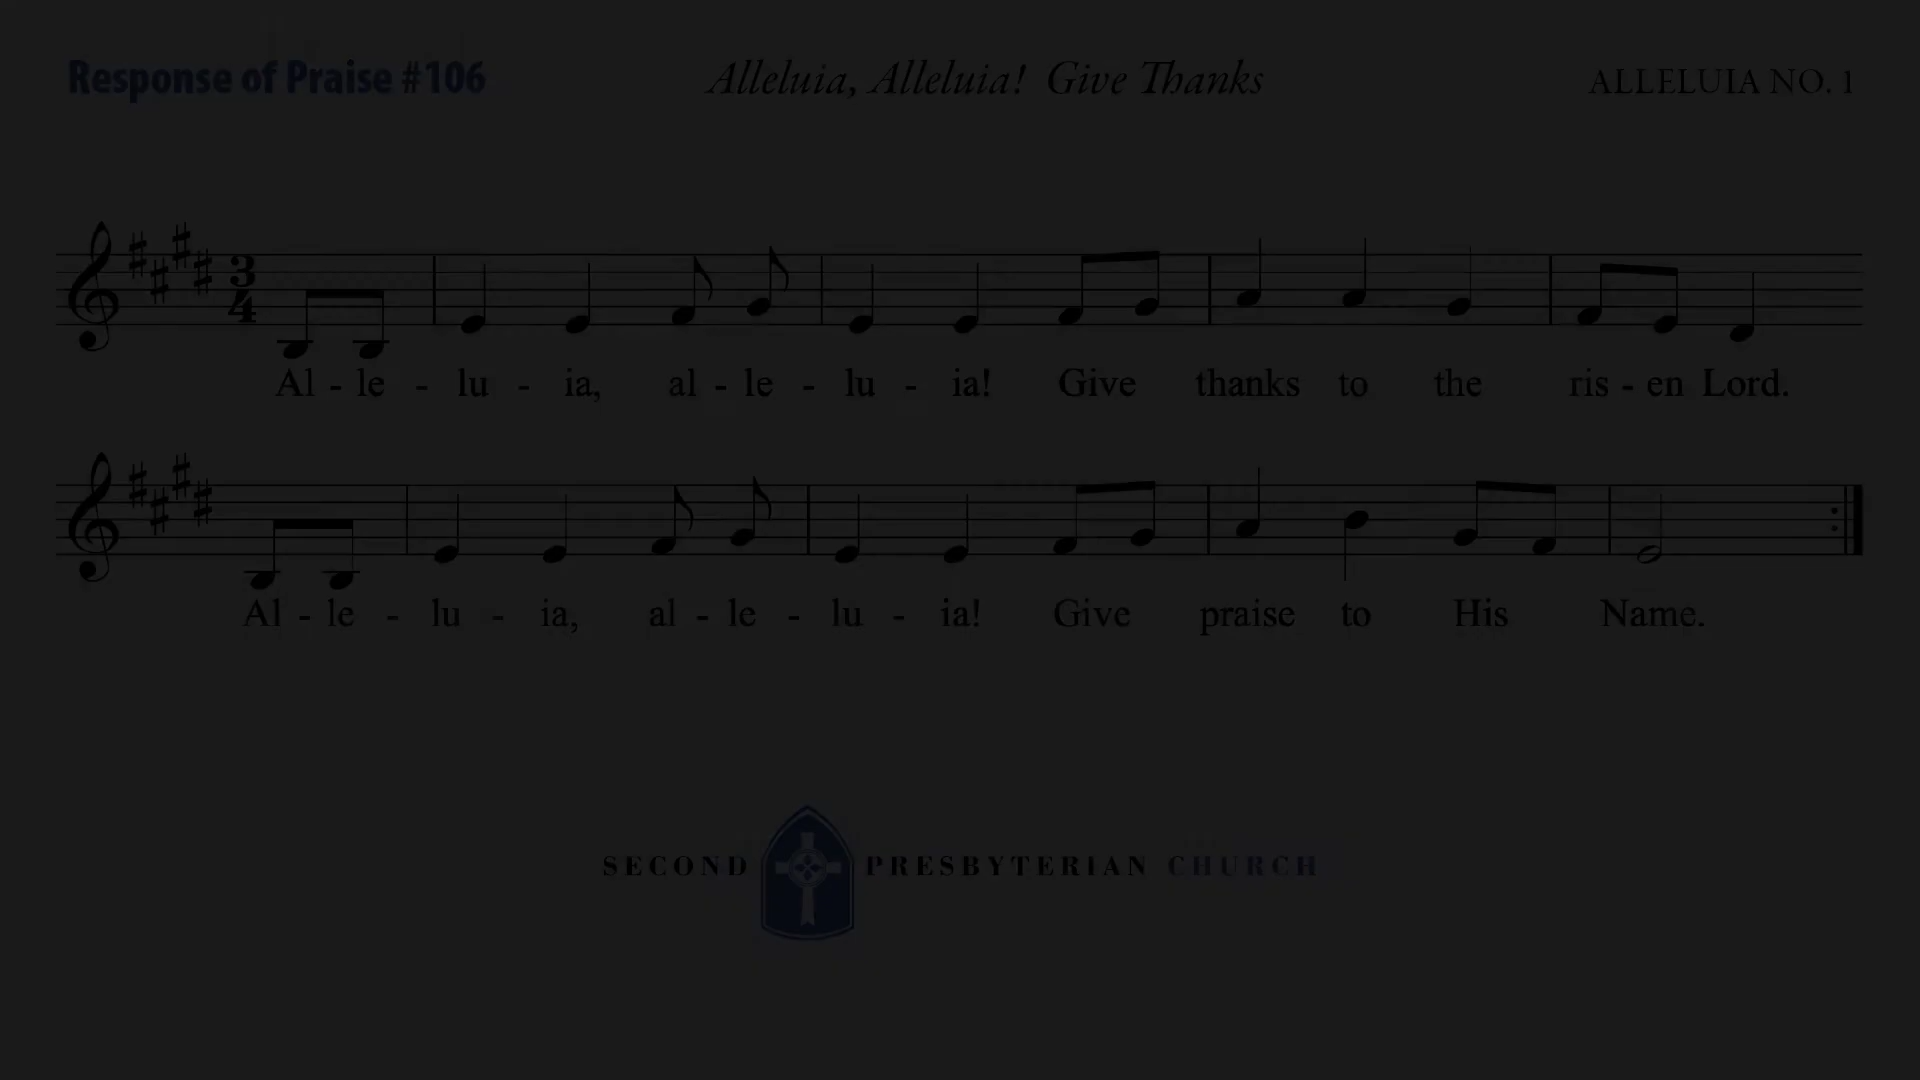 Response of Praise #106
Alleluia, Alleluia! Give Thanks
ALLELUIA NO. 1
3
4
Al - le - lu - ia, al - le - lu - ia! Give thanks to the ris - en Lord.
Al - le - lu - ia, al - le - lu - ia! Give praise to His Name.
SECOND PRESBYTERIAN CHURCH